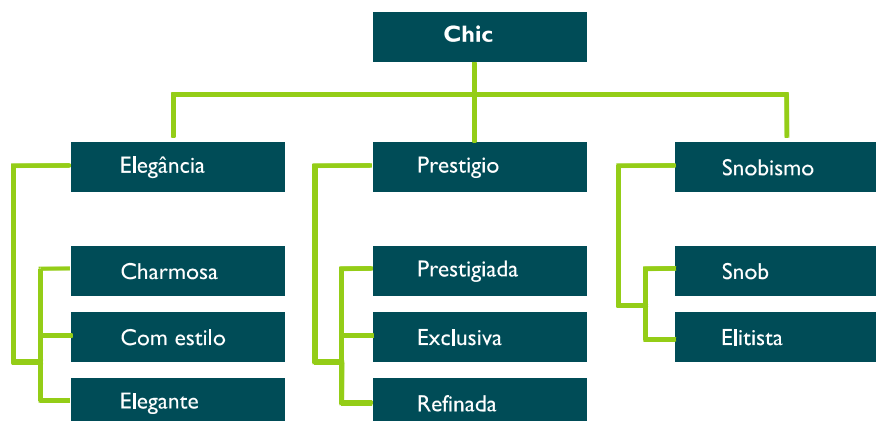 Chic
Elegância
Prestigio
Snobismo
Charmosa
Prestigiada
Snob
Com estilo
Exclusiva
Elitista
Elegante
Refinada